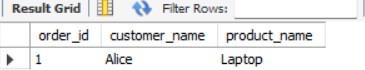 Result Grid Filter Rows:
order_id customer_name product_name
1 Alice Laptop